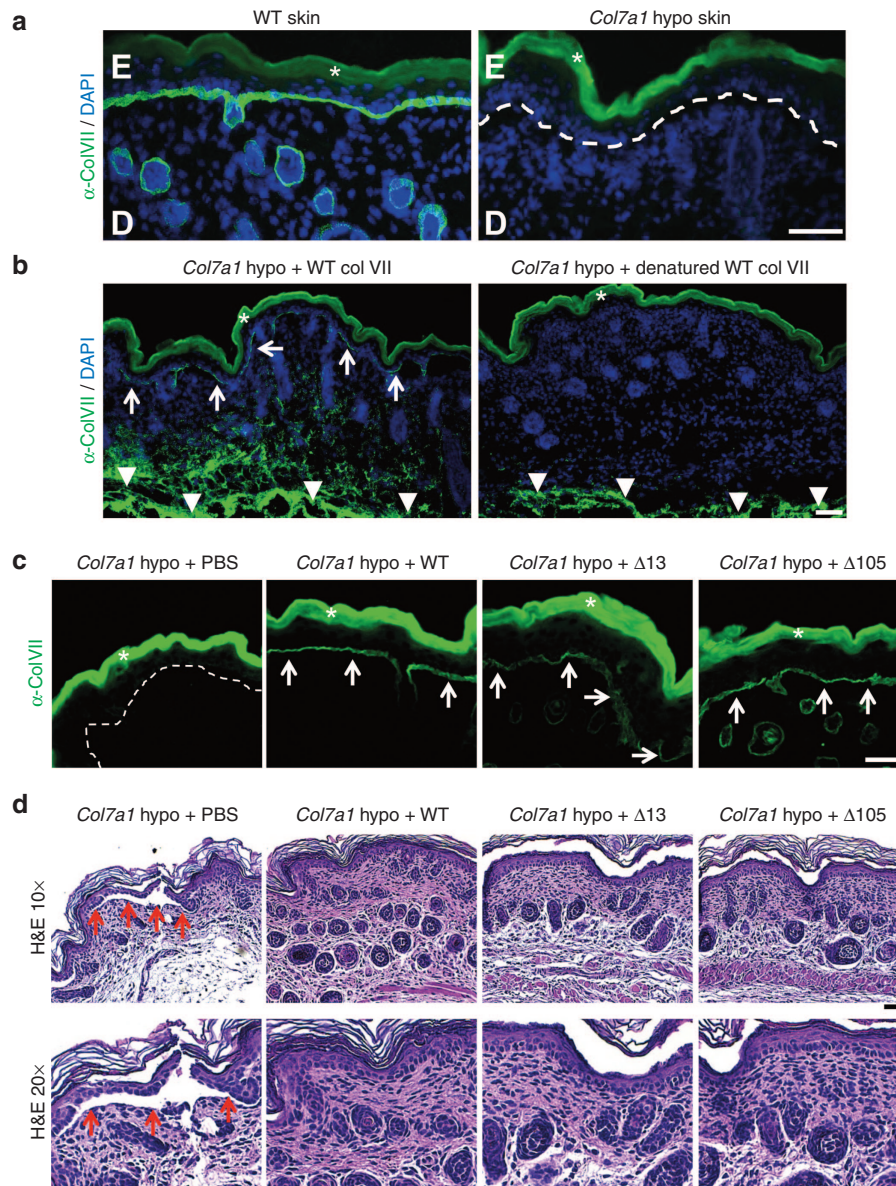 a
WT skin
Col7a1 hypo skin
α-ColVII / DAPI
E
*
D
E
*
b
Col7a1 hypo + WT col VII
Col7a1 hypo + denatured WT col VII
α-ColVII / DAPI
*
*
c
Col7a1 hypo + PBS
Col7a1 hypo + WT
Col7a1 hypo + Δ13
Col7a1 hypo + Δ105
α-ColVII
*
*
*
*
d
Col7a1 hypo + PBS
Col7a1 hypo + WT
Col7a1 hypo + Δ13
Col7a1 hypo + Δ105
H&E 10×
H&E 20×